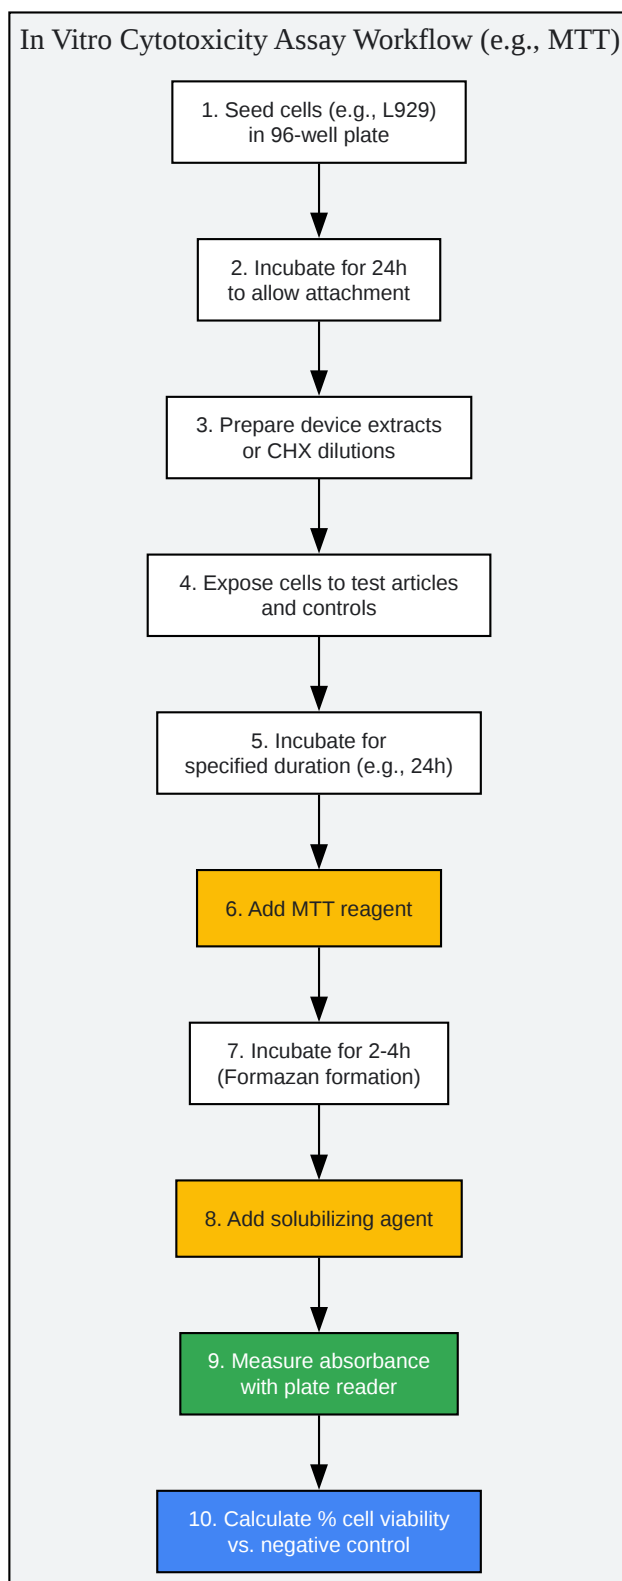 In Vitro Cytotoxicity Assay Workflow (e.g., MTT)
1. Seed cells (e.g., L929)
in 96-well plate
2. Incubate for 24h
to allow attachment
3. Prepare device extracts
or CHX dilutions
4. Expose cells to test articles
and controls
5. Incubate for
specified duration (e.g., 24h)
6. Add MTT reagent
7. Incubate for 2-4h
(Formazan formation)
8. Add solubilizing agent
9. Measure absorbance
with plate reader
10. Calculate % cell viability
vs. negative control